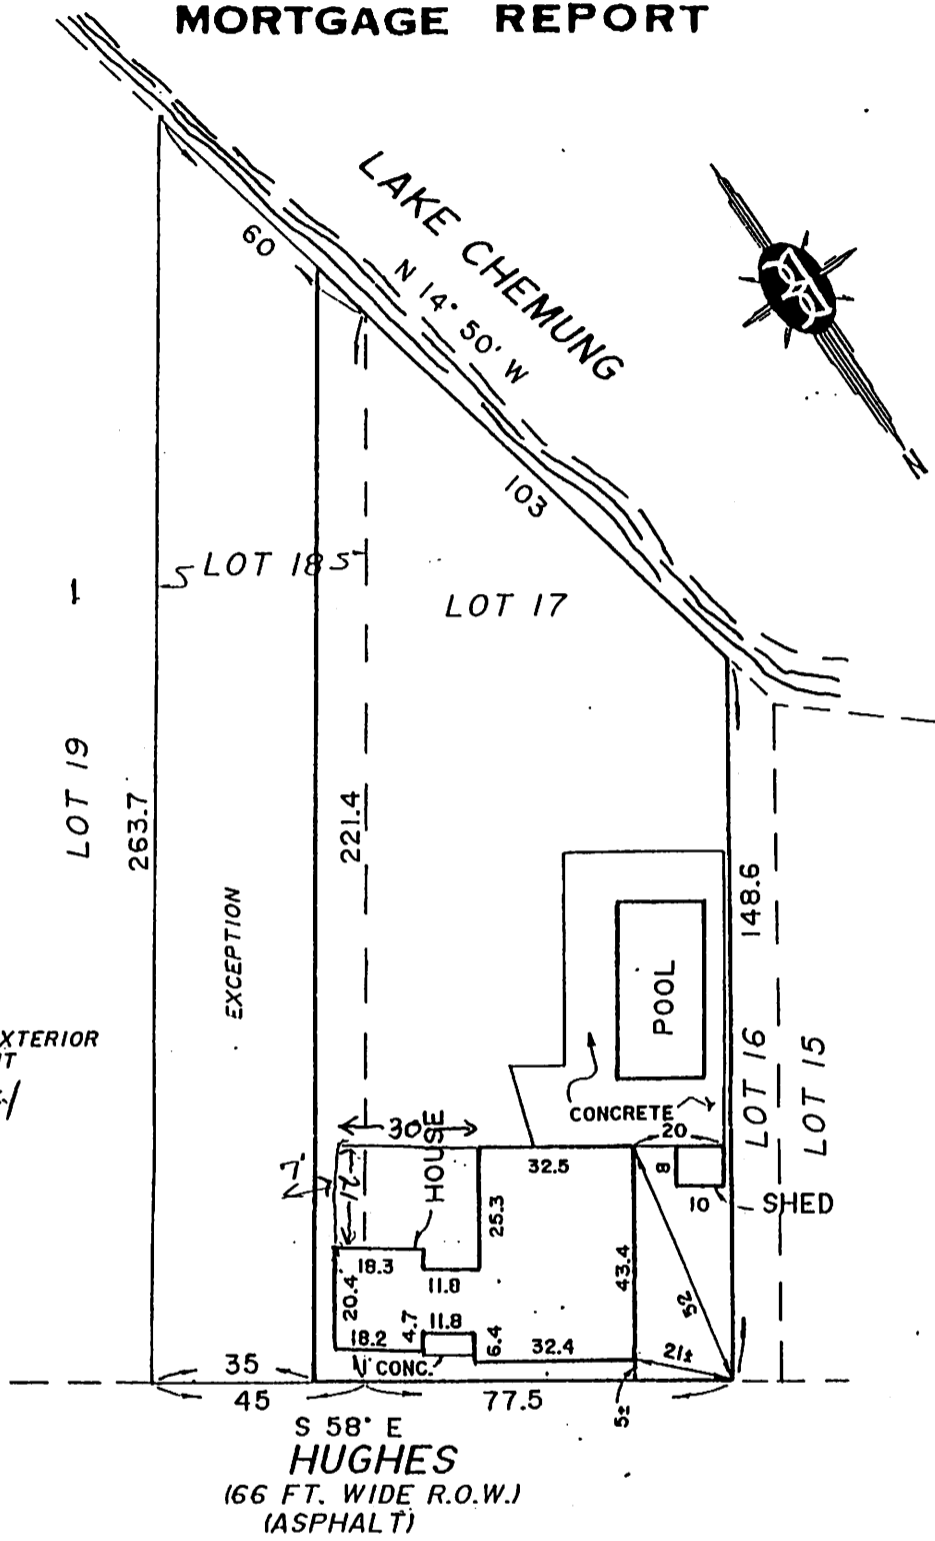 MORTGAGE REPORT
LAKE CHEMUNG
60
N 14° 50' W
103
N
LOT 18
LOT 17
1
LOT 19
263.7
221.4
148.6
EXCEPTION
POOL
XTERIOR
LOT 16
LOT 15
CONCRETE
30
HOUSE
20
7'
32.5
8
10
SHED
25.3
18.3
11.8
20.4
43.4
52
18.2
4.7
11.8
6.4
32.4
21±
1' CONC.
35
45
77.5
5±
S 58° E
HUGHES
(66 FT. WIDE R.O.W.)
(ASPHALT)